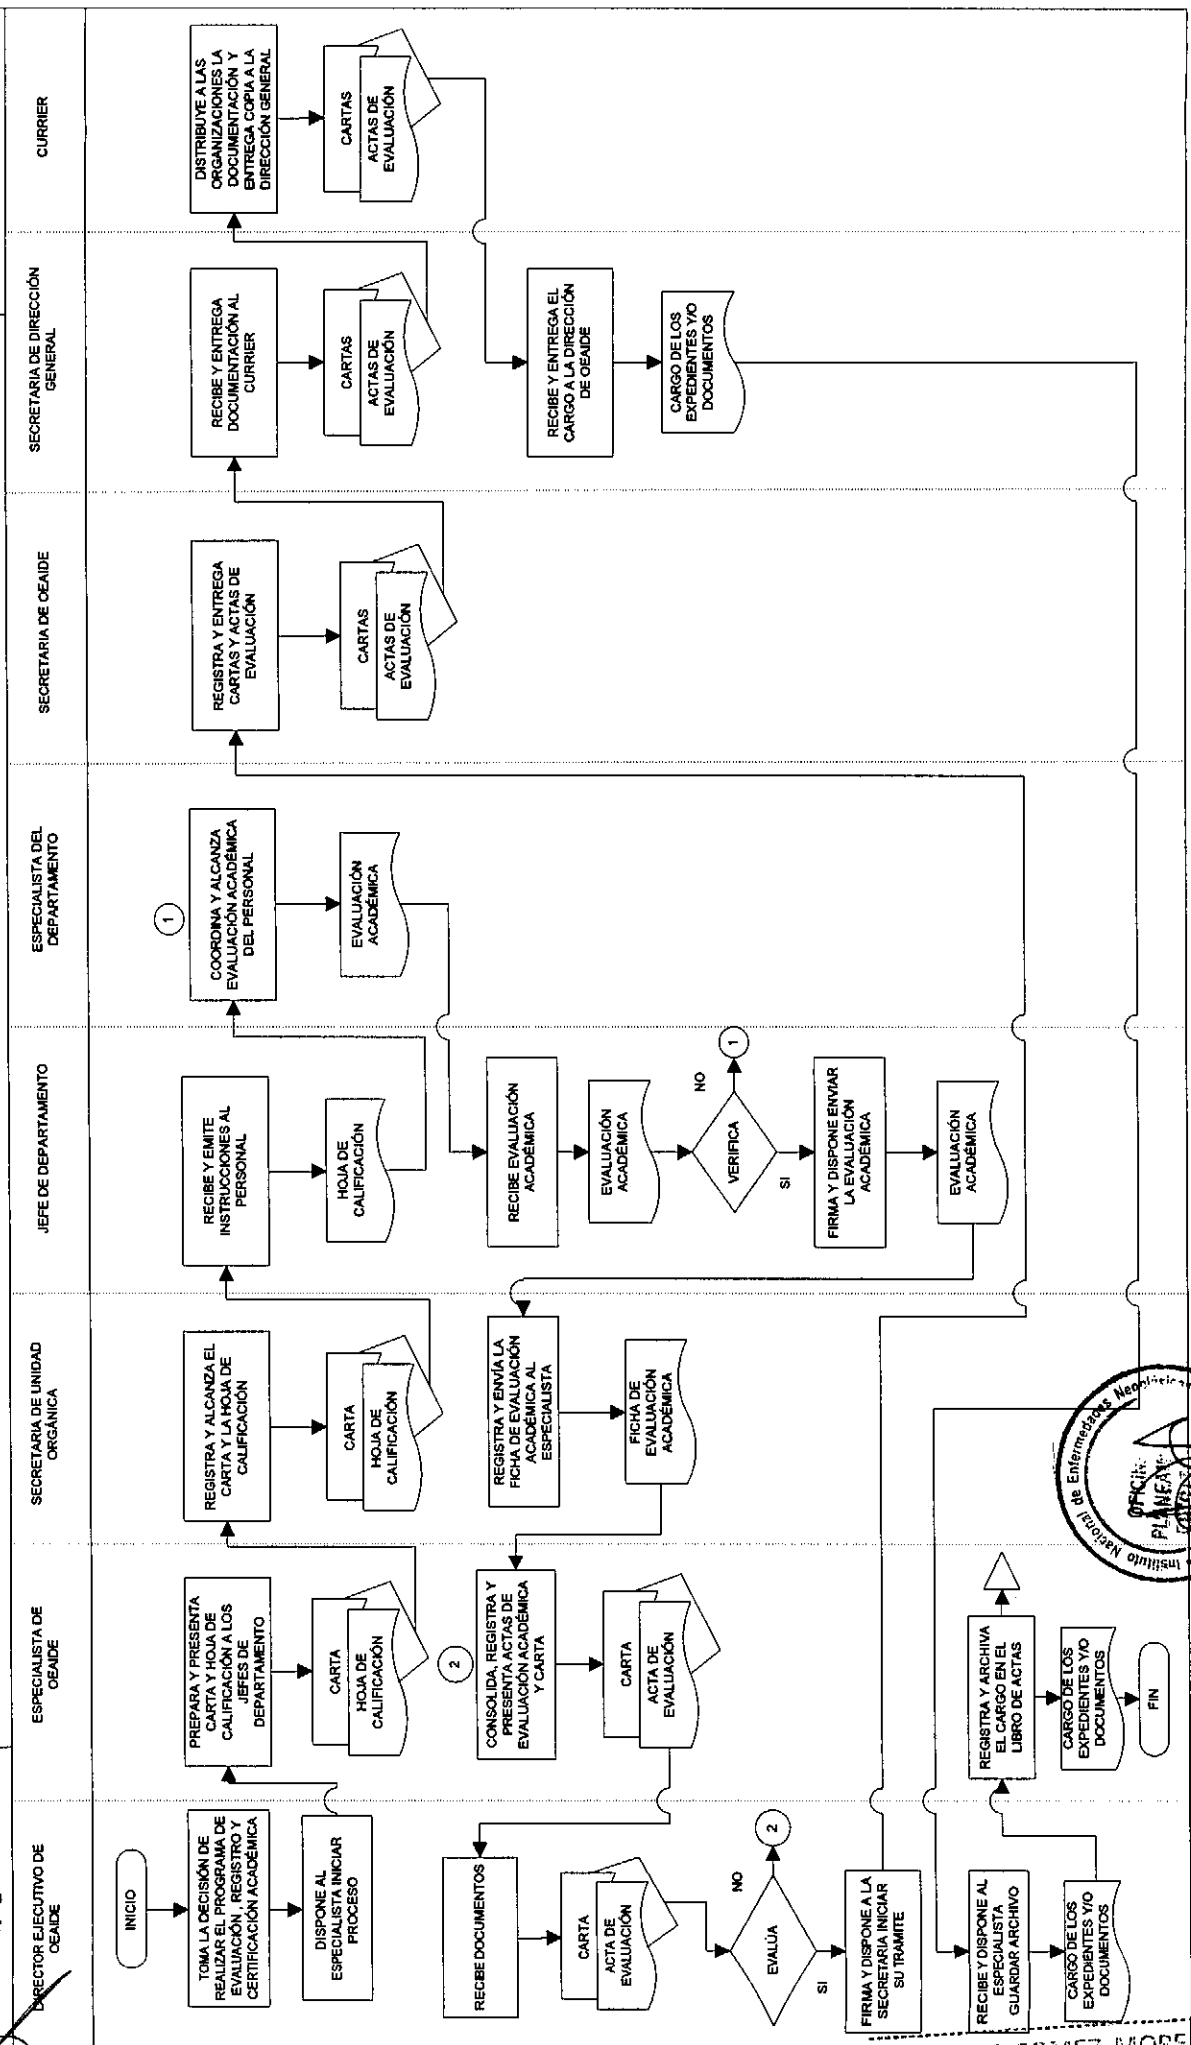 DIRECTOR EJECUTIVO DE
OEAIDE
ESPECIALISTA DE
OEAIDE
SECRETARIA DE UNIDAD
ORGÁNICA
JEFE DE DEPARTAMENTO
ESPECIALISTA DEL
DEPARTAMENTO
SECRETARIA DE OEAIDE
SECRETARIA DE DIRECCIÓN
GENERAL
CURRIER
INICIO
TOMA LA DECISIÓN DE
REALIZAR EL PROGRAMA DE
EVALUACIÓN, REGISTRO Y
CERTIFICACIÓN ACADÉMICA
DISPONE AL
ESPECIALISTA INICIAR
PROCESO
PREPARA Y PRESENTA
CARTA Y HOJA DE
CALIFICACIÓN A LOS
JEFES DE
DEPARTAMENTO
CARTA
HOJA DE
CALIFICACIÓN
REGISTRA Y ALCANZA EL
CARTA Y LA HOJA DE
CALIFICACIÓN
CARTA
HOJA DE
CALIFICACIÓN
RECIBE Y EMITE
INSTRUCCIONES AL
PERSONAL
HOJA DE
CALIFICACIÓN
1
COORDINA Y ALCANZA
EVALUACIÓN ACADÉMICA
DEL PERSONAL
EVALUACIÓN
ACADÉMICA
RECIBE EVALUACIÓN
ACADÉMICA
EVALUACIÓN
ACADÉMICA
VERIFICA
NO
1
SI
FIRMA Y DISPONE ENVIAR
LA EVALUACIÓN
ACADÉMICA
EVALUACIÓN
ACADÉMICA
REGISTRA Y ENVÍA LA
FICHA DE EVALUACIÓN
ACADÉMICA AL
ESPECIALISTA
FICHA DE
EVALUACIÓN
ACADÉMICA
2
CONSOLIDA, REGISTRA Y
PRESENTA ACTAS DE
EVALUACIÓN ACADÉMICA
Y CARTA
CARTA
ACTA DE
EVALUACIÓN
RECIBE DOCUMENTOS
CARTA
ACTA DE
EVALUACIÓN
EVALÚA
NO
2
SI
FIRMA Y DISPONE A LA
SECRETARIA INICIAR
SU TRAMITE
REGISTRA Y ENTREGA
CARTAS Y ACTAS DE
EVALUACIÓN
CARTAS
ACTAS DE
EVALUACIÓN
RECIBE Y ENTREGA
DOCUMENTACIÓN AL
CURRIER
CARTAS
ACTAS DE
EVALUACIÓN
DISTRIBUYE A LAS
ORGANIZACIONES LA
DOCUMENTACIÓN Y
ENTREGA COPIA A LA
DIRECCIÓN GENERAL
CARTAS
ACTAS DE
EVALUACIÓN
RECIBE Y ENTREGA EL
CARGO A LA DIRECCIÓN
DE OEAIDE
CARGO DE LOS
EXPEDIENTES Y/O
DOCUMENTOS
RECIBE Y DISPONE AL
ESPECIALISTA
GUARDAR ARCHIVO
CARGO DE LOS
EXPEDIENTES Y/O
DOCUMENTOS
REGISTRA Y ARCHIVA
EL CARGO EN EL
LIBRO DE ACTAS
CARGO DE LOS
EXPEDIENTES Y/O
DOCUMENTOS
FIN
Instituto Nacional de Enfermedades Neoplásicas